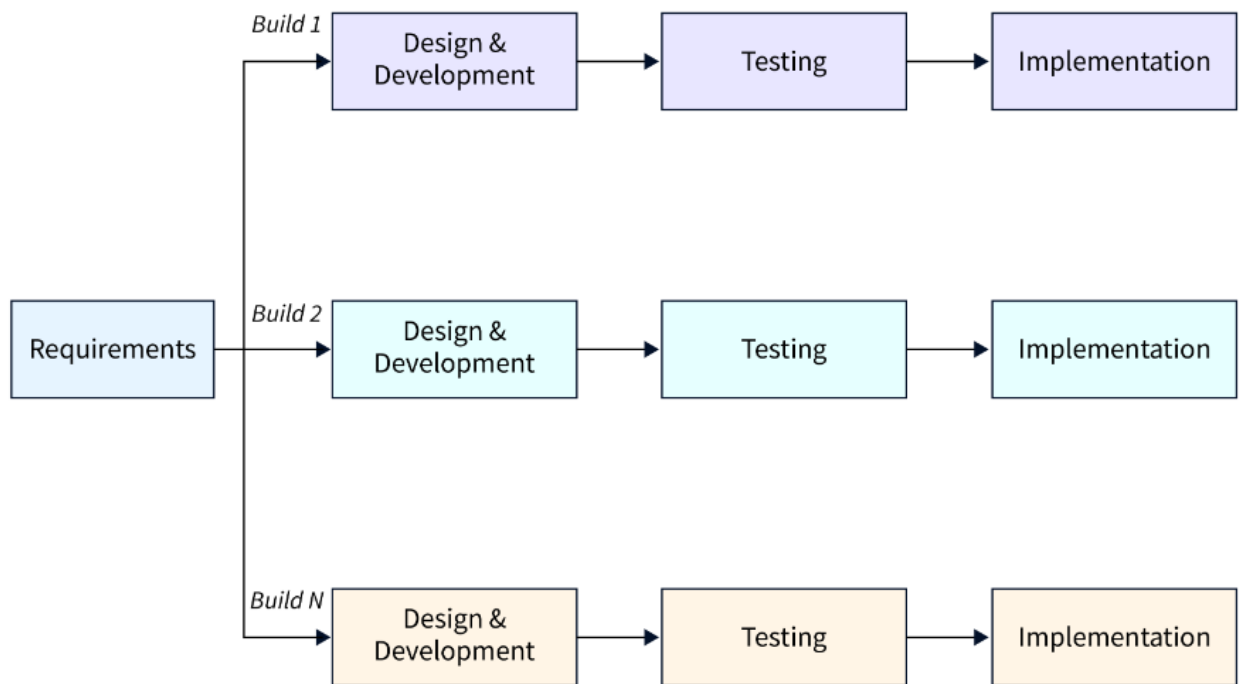 Build 1
Design &
Development
Testing
Implementation
Requirements
Build 2
Design &
Development
Testing
Implementation
Build N
Design &
Development
Testing
Implementation